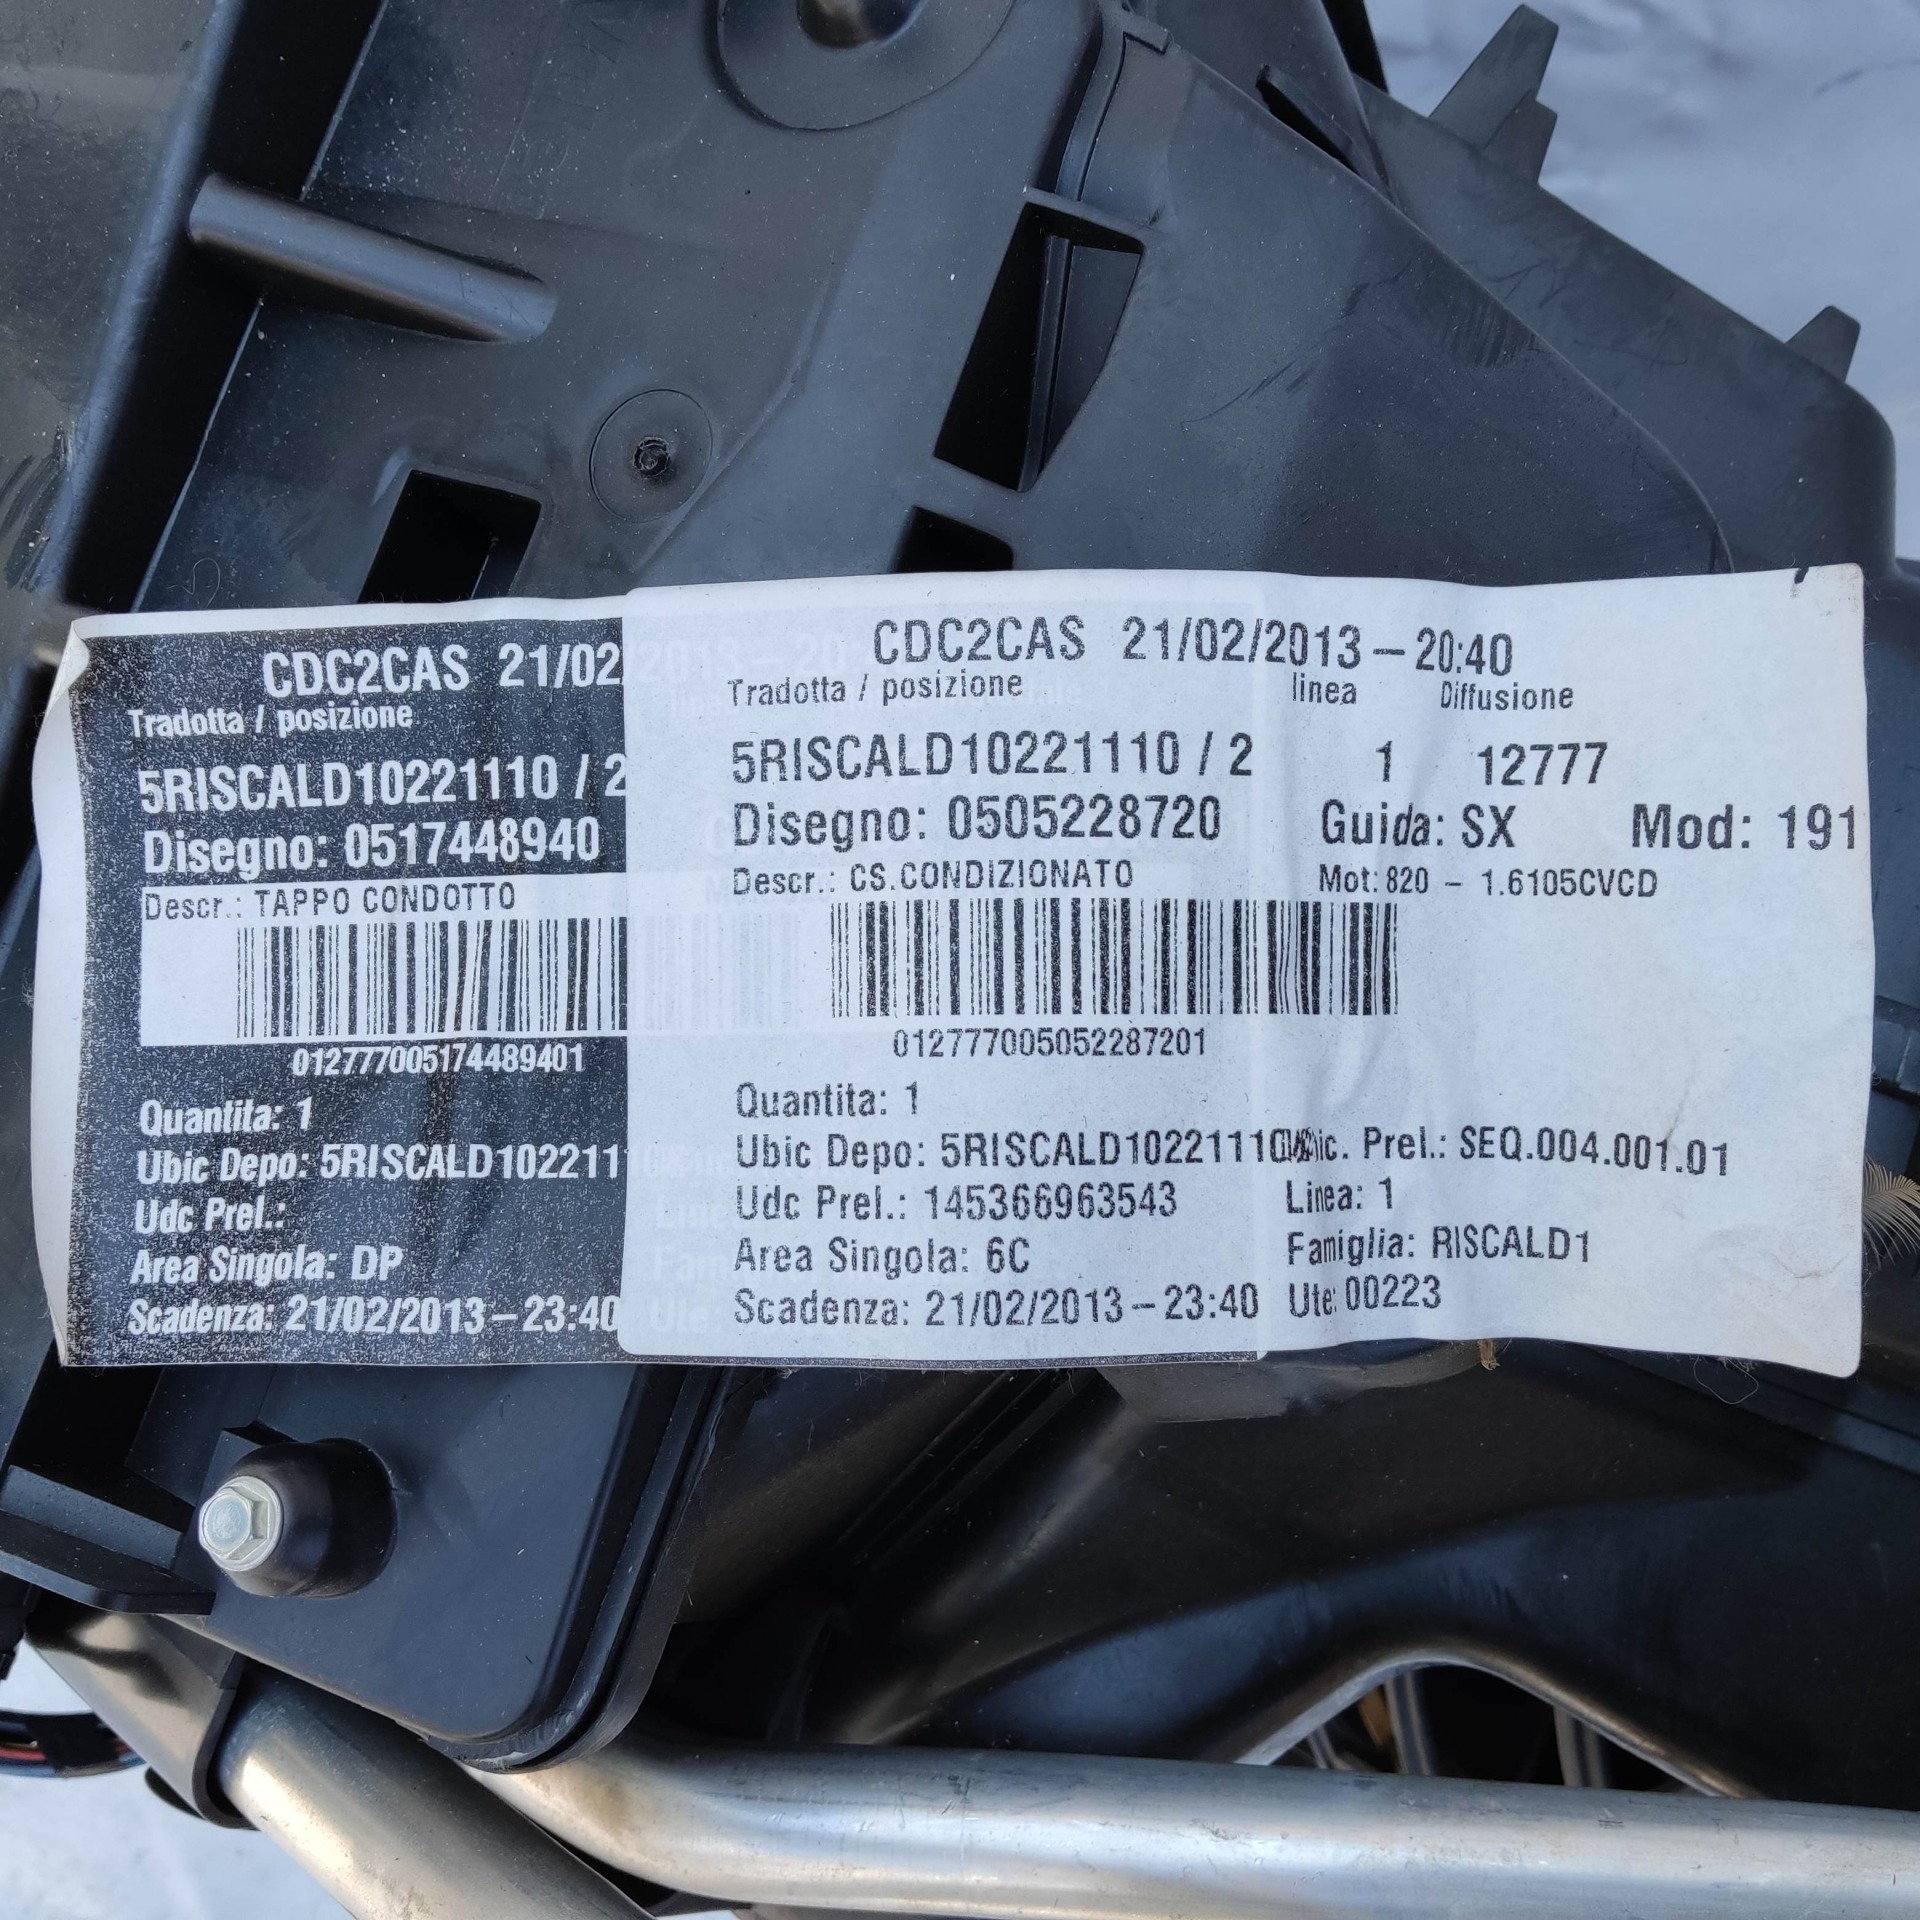 CDC2CAS 21/02
Tradotta / posizione
5RISCALD10221110 / 2
Disegno: 0517448940
Descr.: TAPPO CONDOTTO
012777005174489401
Quantita: 1
Ubic Depo: 5RISCALD1022111
Udc Prel.:
Area Singola: DP
Scadenza: 21/02/2013-23:40
CDC2CAS 21/02/2013-20:40
Tradotta / posizione linea Diffusione
5RISCALD10221110 / 2 1 12777
Disegno: 0505228720 Guida: SX Mod: 191
Descr.: CS.CONDIZIONATO Mot: 820 - 1.6105CVCD
012777005052287201
Quantita: 1
Ubic Depo: 5RISCALD10221110 Prel.: SEQ.004.001.01
Udc Prel.: 145366963543 Linea: 1
Area Singola: 6C Famiglia: RISCALD1
Scadenza: 21/02/2013-23:40 Ute: 00223